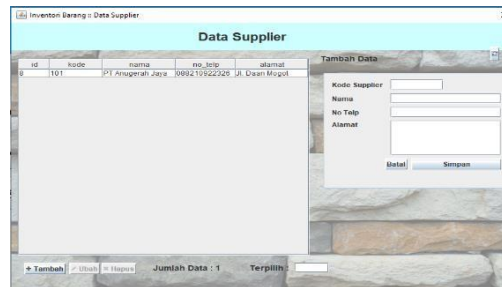 Inventori Barang :: Data Supplier
Data Supplier
id kode nama no_telp alamat
8 101 PT Anugerah Jaya 088210922326 Jl. Daan Mogot
Tambah Data
Kode Supplier
Nama
No Telp
Alamat
Batal Simpan
+ Tambah Ubah Hapus Jumlah Data : 1 Terpilih :